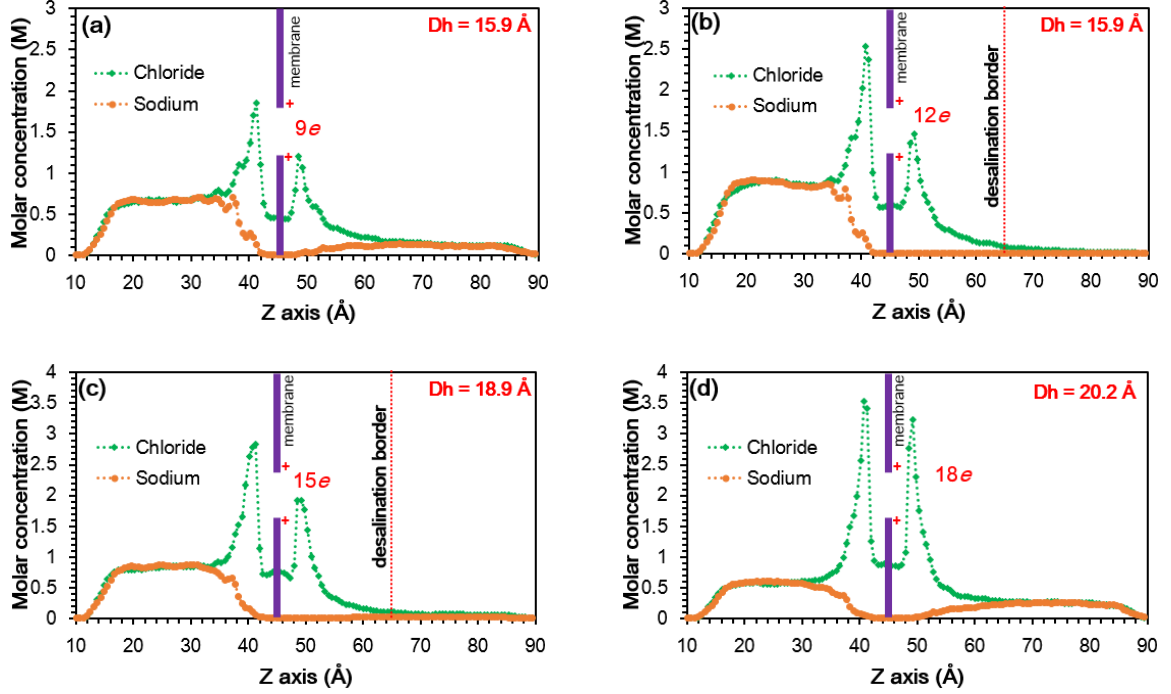 (a)
Dh = 15.9 Å
Molar concentration (M)
3
2.5
2
1.5
1
0.5
0
Chloride
Sodium
membrane
+
9e
+
10 20 30 40 50 60 70 80 90
Z axis (Å)
(b)
Dh = 15.9 Å
Molar concentration (M)
3
2.5
2
1.5
1
0.5
0
Chloride
Sodium
membrane
+
12e
+
desalination border
10 20 30 40 50 60 70 80 90
Z axis (Å)
(c)
Dh = 18.9 Å
Molar concentration (M)
4
3.5
3
2.5
2
1.5
1
0.5
0
Chloride
Sodium
membrane
+
15e
+
desalination border
10 20 30 40 50 60 70 80 90
Z axis (Å)
(d)
Dh = 20.2 Å
Molar concentration (M)
4
3.5
3
2.5
2
1.5
1
0.5
0
Chloride
Sodium
membrane
+
18e
+
10 20 30 40 50 60 70 80 90
Z axis (Å)